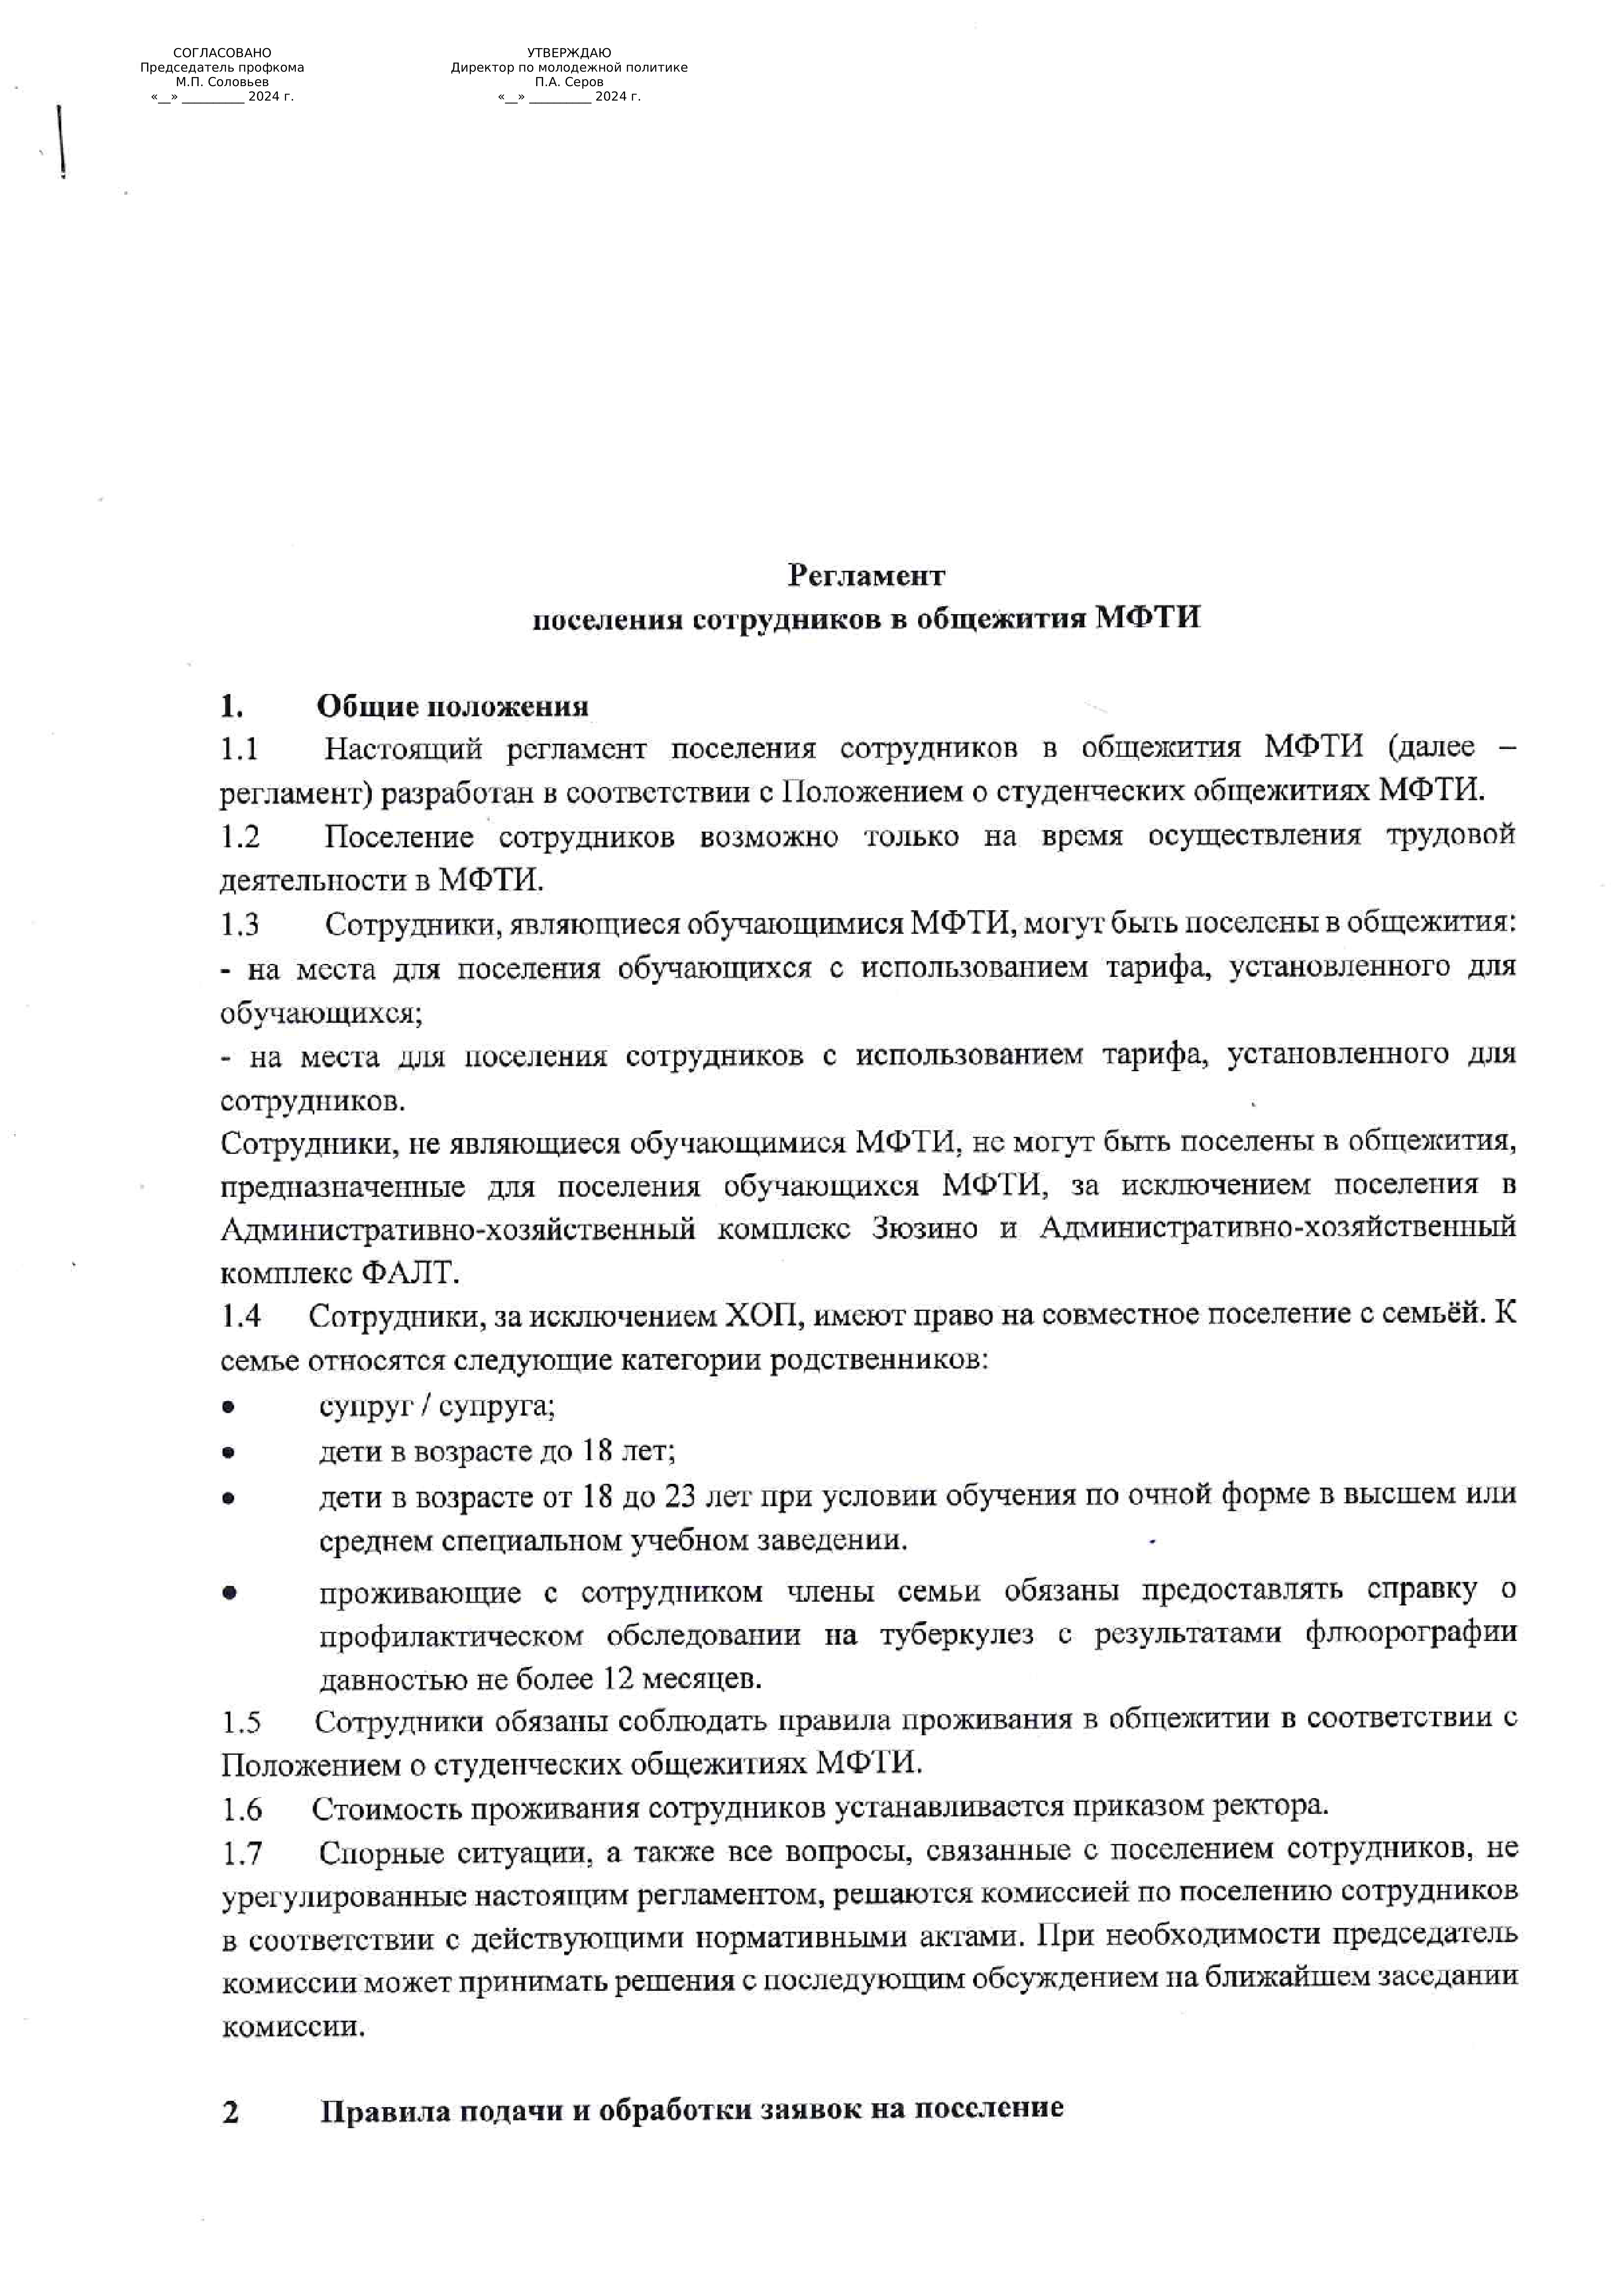 СОГЛАСОВАНО
Председатель профкома
М.П. Соловьев
«__» __________ 2024 г.
УТВЕРЖДАЮ
Директор по молодежной политике
П.А. Серов
«__» __________ 2024 г.
Регламент
поселения сотрудников в общежития МФТИ
1. Общие положения
1.1 Настоящий регламент поселения сотрудников в общежития МФТИ (далее –
регламент) разработан в соответствии с Положением о студенческих общежитиях МФТИ.
1.2 Поселение сотрудников возможно только на время осуществления трудовой
деятельности в МФТИ.
1.3 Сотрудники, являющиеся обучающимися МФТИ, могут быть поселены в общежития:
- на места для поселения обучающихся с использованием тарифа, установленного для
обучающихся;
- на места для поселения сотрудников с использованием тарифа, установленного для
сотрудников.
Сотрудники, не являющиеся обучающимися МФТИ, не могут быть поселены в общежития,
предназначенные для поселения обучающихся МФТИ, за исключением поселения в
Административно-хозяйственный комплекс Зюзино и Административно-хозяйственный
комплекс ФАЛТ.
1.4 Сотрудники, за исключением ХОП, имеют право на совместное поселение с семьёй. К
семье относятся следующие категории родственников:
• супруг / супруга;
• дети в возрасте до 18 лет;
• дети в возрасте от 18 до 23 лет при условии обучения по очной форме в высшем или
среднем специальном учебном заведении.
• проживающие с сотрудником члены семьи обязаны предоставлять справку о
профилактическом обследовании на туберкулез с результатами флюорографии
давностью не более 12 месяцев.
1.5 Сотрудники обязаны соблюдать правила проживания в общежитии в соответствии с
Положением о студенческих общежитиях МФТИ.
1.6 Стоимость проживания сотрудников устанавливается приказом ректора.
1.7 Спорные ситуации, а также все вопросы, связанные с поселением сотрудников, не
урегулированные настоящим регламентом, решаются комиссией по поселению сотрудников
в соответствии с действующими нормативными актами. При необходимости председатель
комиссии может принимать решения с последующим обсуждением на ближайшем заседании
комиссии.
2 Правила подачи и обработки заявок на поселение